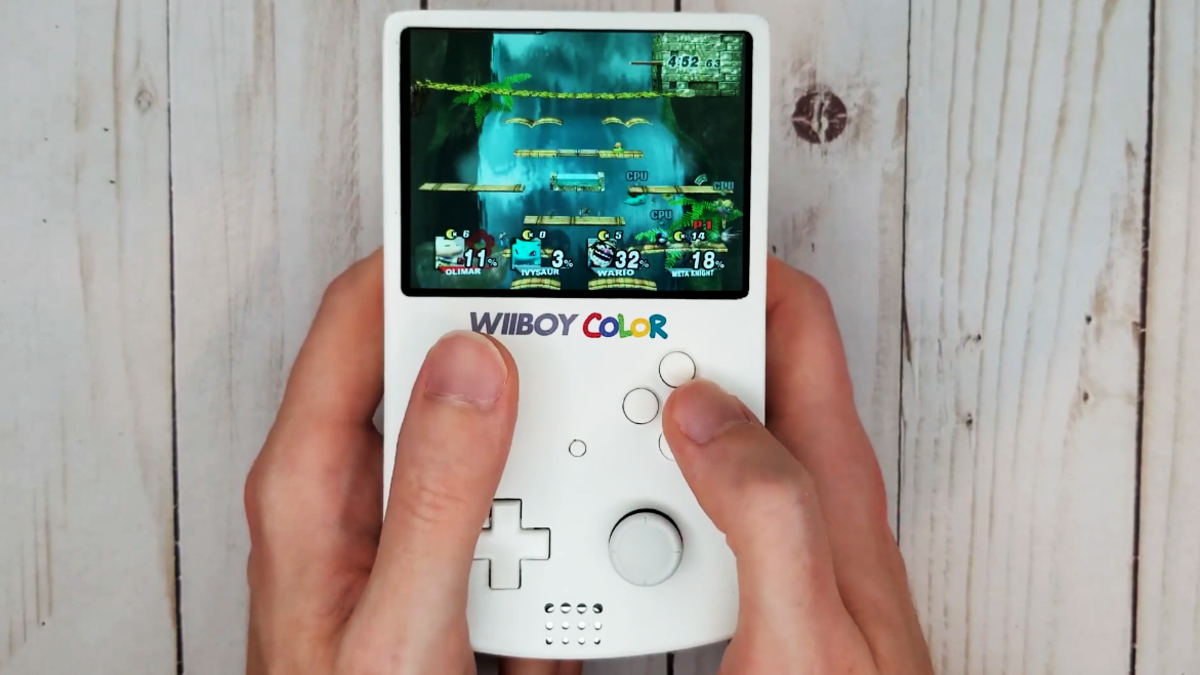 4:52 63
CPU
CPU
CPU
P1
6 0 5 14
11% 3% 32% 18%
OLIMAR IVYSAUR WARIO META KNIGHT
WIIBOY COLOR